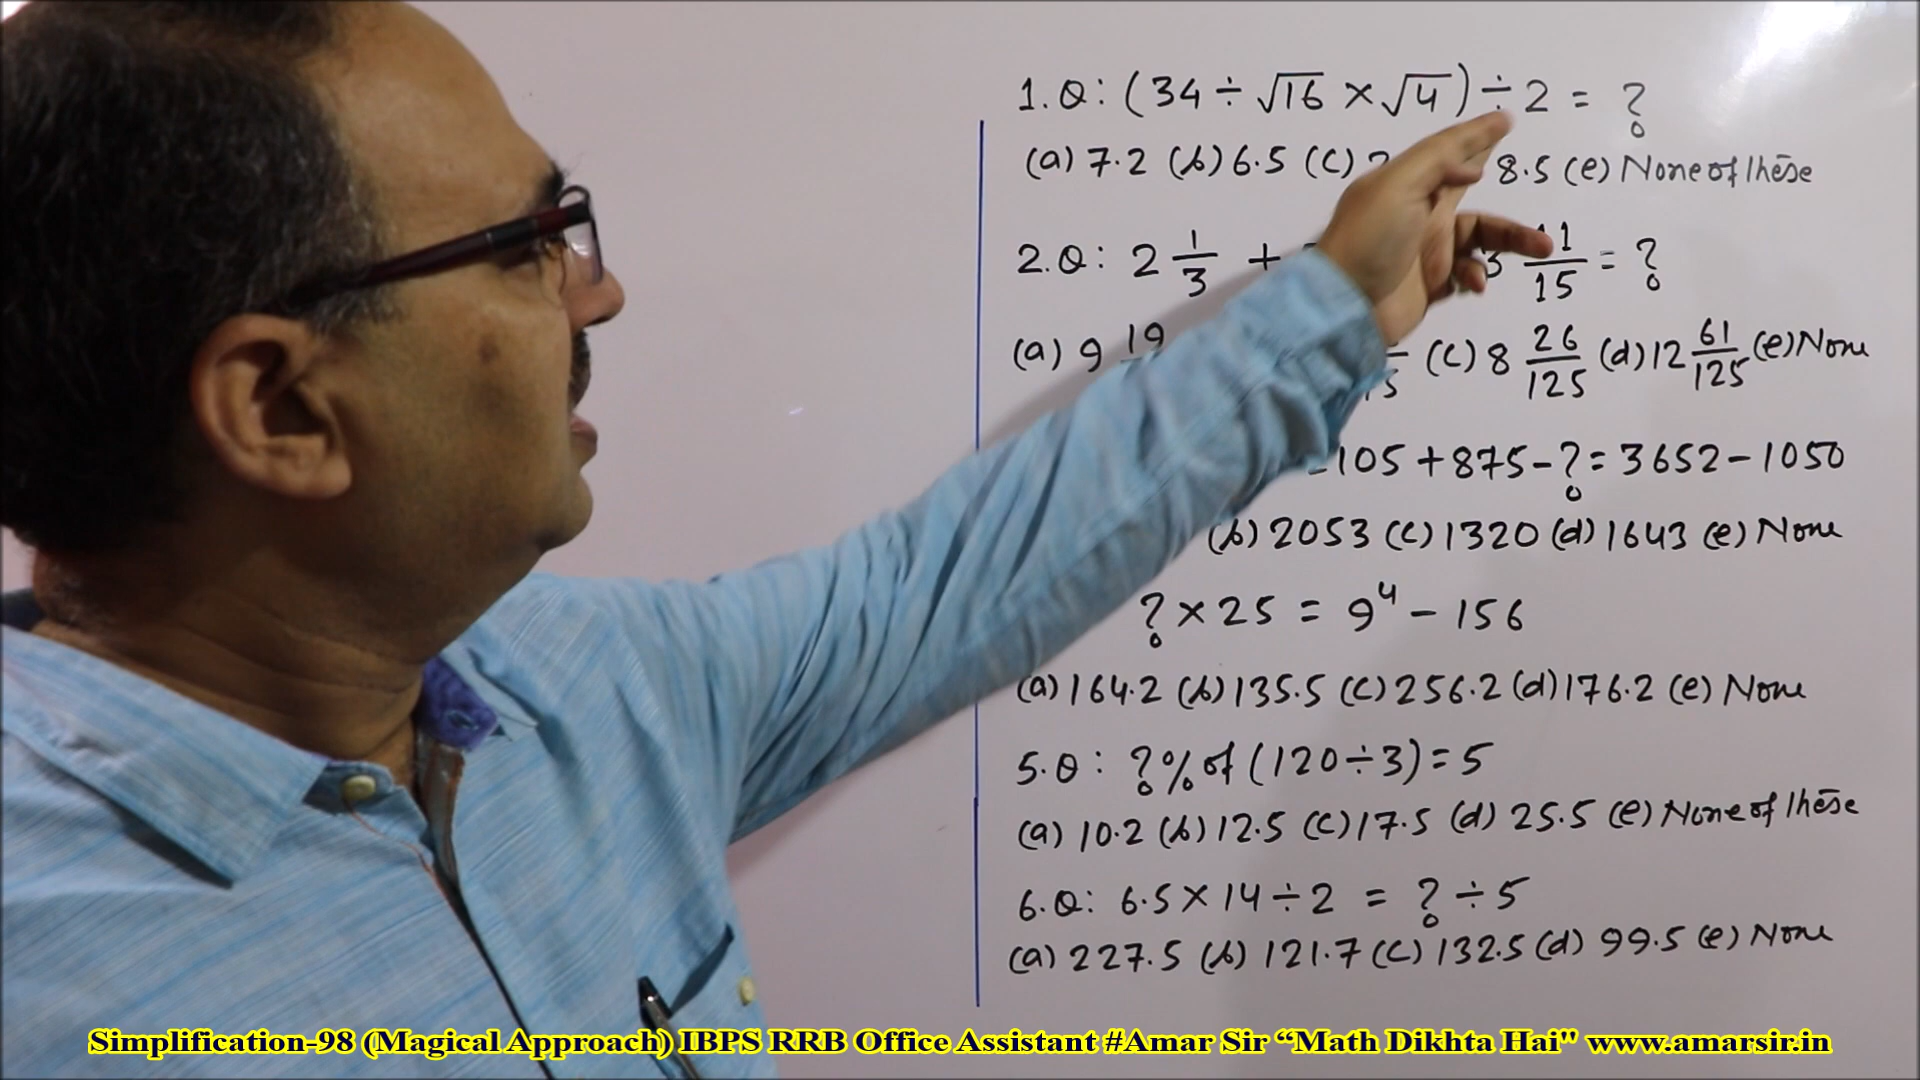 1.Q: (34 ÷ √16 × √4) ÷ 2 = ?
(a) 7.2 (b) 6.5 (c) 8.5 (e) None of these
2.Q: 2 1/3 + 11/15 = ?
(a) 9 19 (c) 8 26/125 (d) 12 61/125 (e) None
105 + 875 - ? = 3652 - 1050
(b) 2053 (c) 1320 (d) 1643 (e) None
? × 25 = 9⁴ - 156
(a) 164.2 (b) 135.5 (c) 256.2 (d) 176.2 (e) None
5.Q: ?% of (120 ÷ 3) = 5
(a) 10.2 (b) 12.5 (c) 17.5 (d) 25.5 (e) None of these
6.Q: 6.5 × 14 ÷ 2 = ? ÷ 5
(a) 227.5 (b) 121.7 (c) 132.5 (d) 99.5 (e) None
Simplification-98 (Magical Approach) IBPS RRB Office Assistant #Amar Sir “Math Dikhta Hai" www.amarsir.in